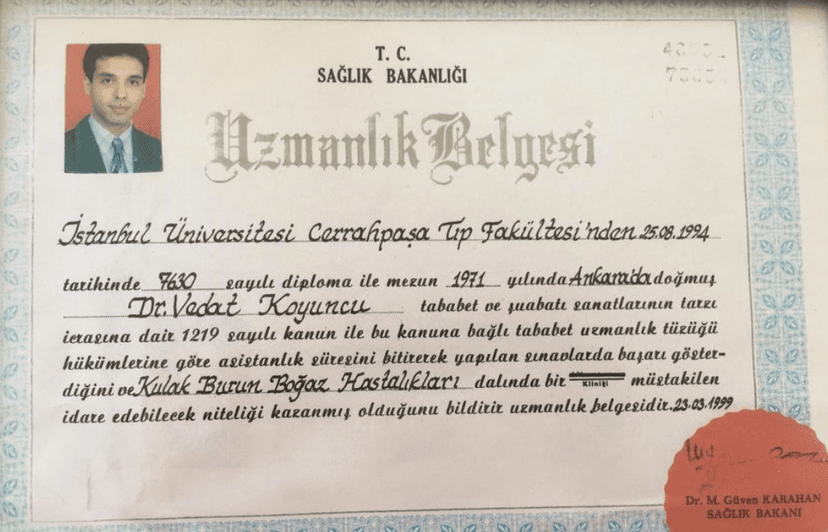 T. C.
SAĞLIK BAKANLIĞI
Uzmanlık Belgesi
İstanbul Üniversitesi Cerrahpaşa Tıp Fakültesi'nden 25.08.1994
tarihinde 7630 sayılı diploma ile mezun 1971 yılında Ankara'da doğmuş
Dr. Vedat Koyuncu tababet ve şuabatı sanatlarının tarzı
icrasına dair 1219 sayılı kanun ile bu kanuna bağlı tababet uzmanlık tüzüğü
hükümlerine göre asistanlık süresini bitirerek yapılan sınavlarda başarı göster-
diğini ve Kulak Burun Boğaz Hastalıkları dalında bir Kliniği müstakilen
idare edebilecek niteliği kazanmış olduğunu bildirir uzmanlık belgesidir. 23.03.1999
Dr. M. Güven KARAHAN
SAĞLIK BAKANI